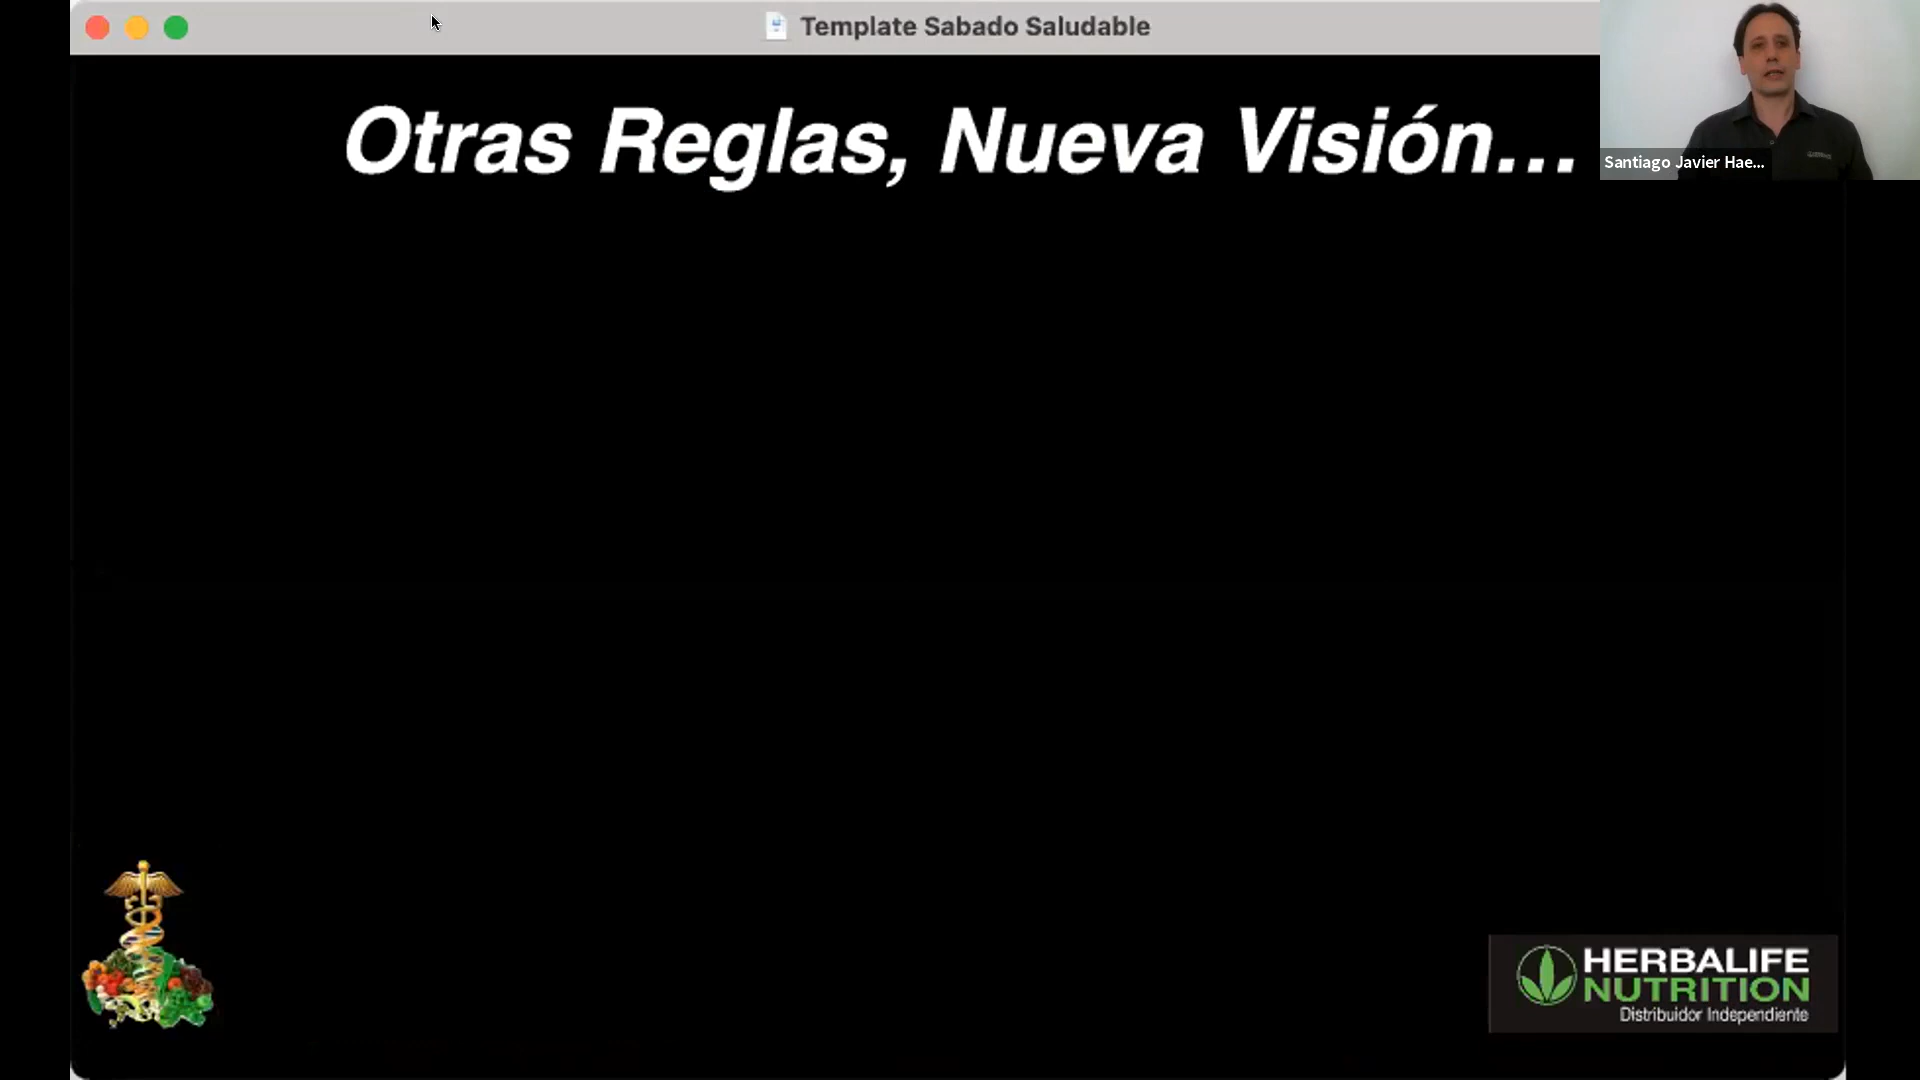 Template Sabado Saludable
Otras Reglas, Nueva Visión...
Santiago Javier Hae...
HERBALIFE
NUTRITION
Distribuidor Independiente